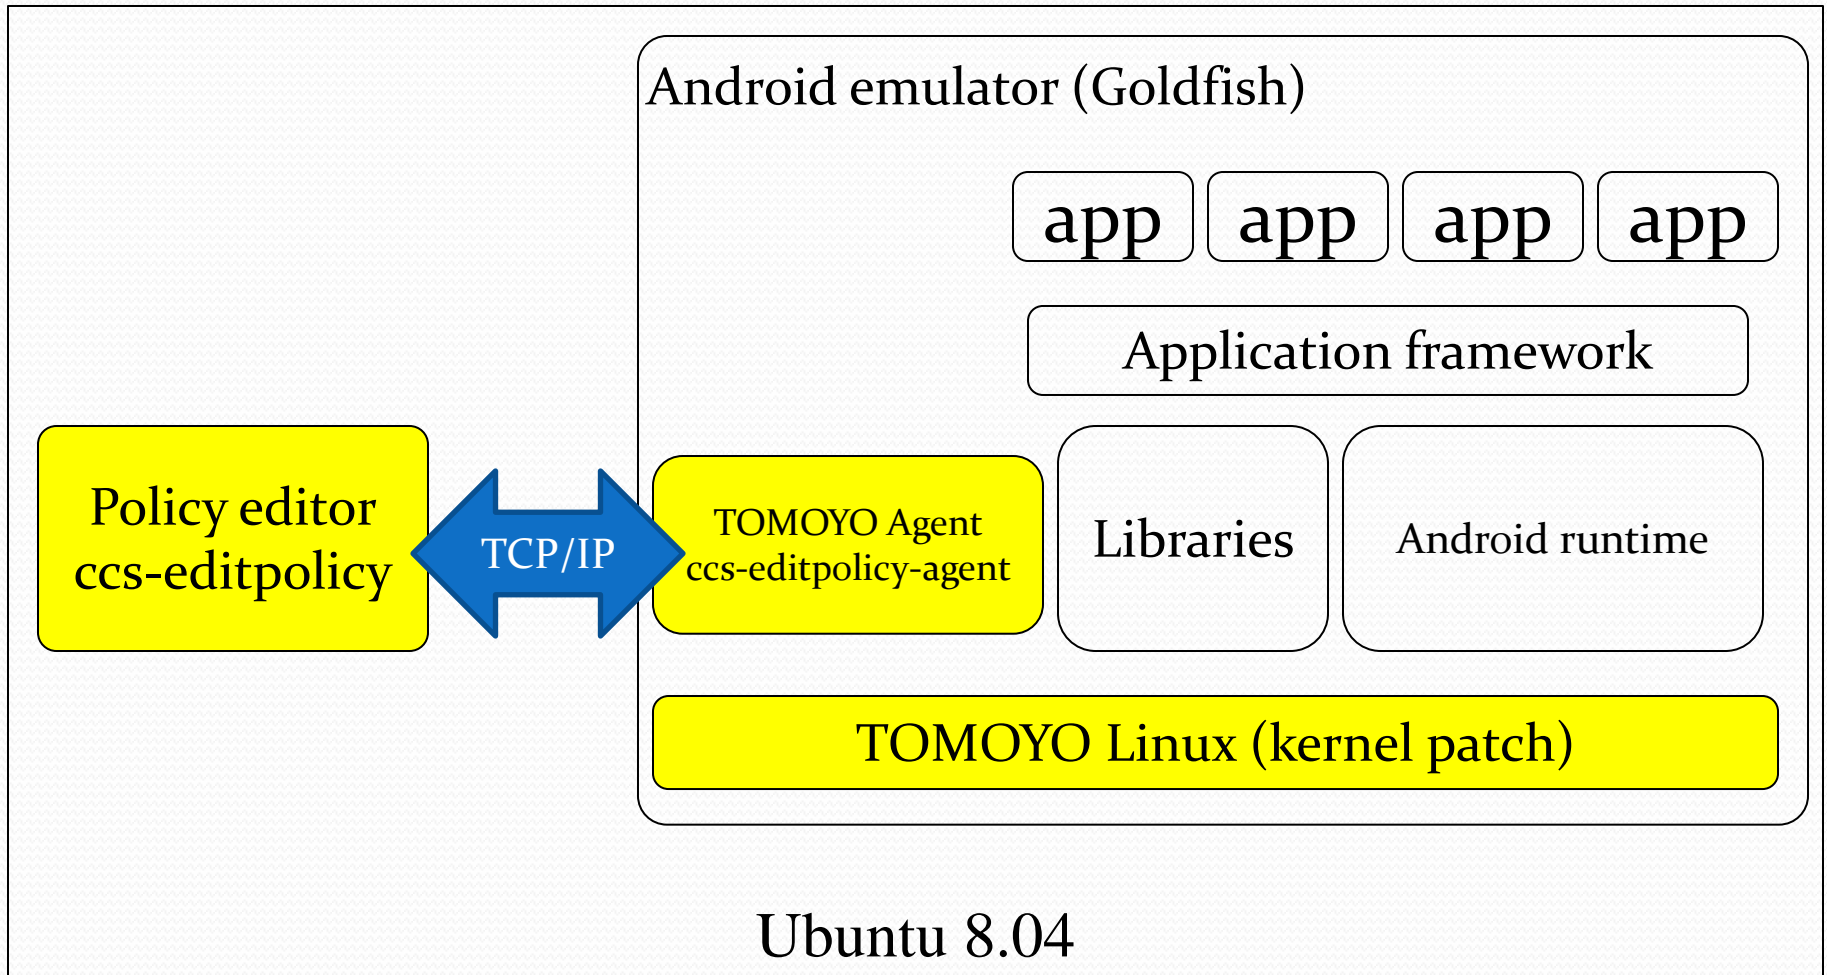 Android emulator (Goldfish)
app app app app
Application framework
Policy editor
ccs-editpolicy
TCP/IP
TOMOYO Agent
ccs-editpolicy-agent
Libraries
Android runtime
TOMOYO Linux (kernel patch)
Ubuntu 8.04